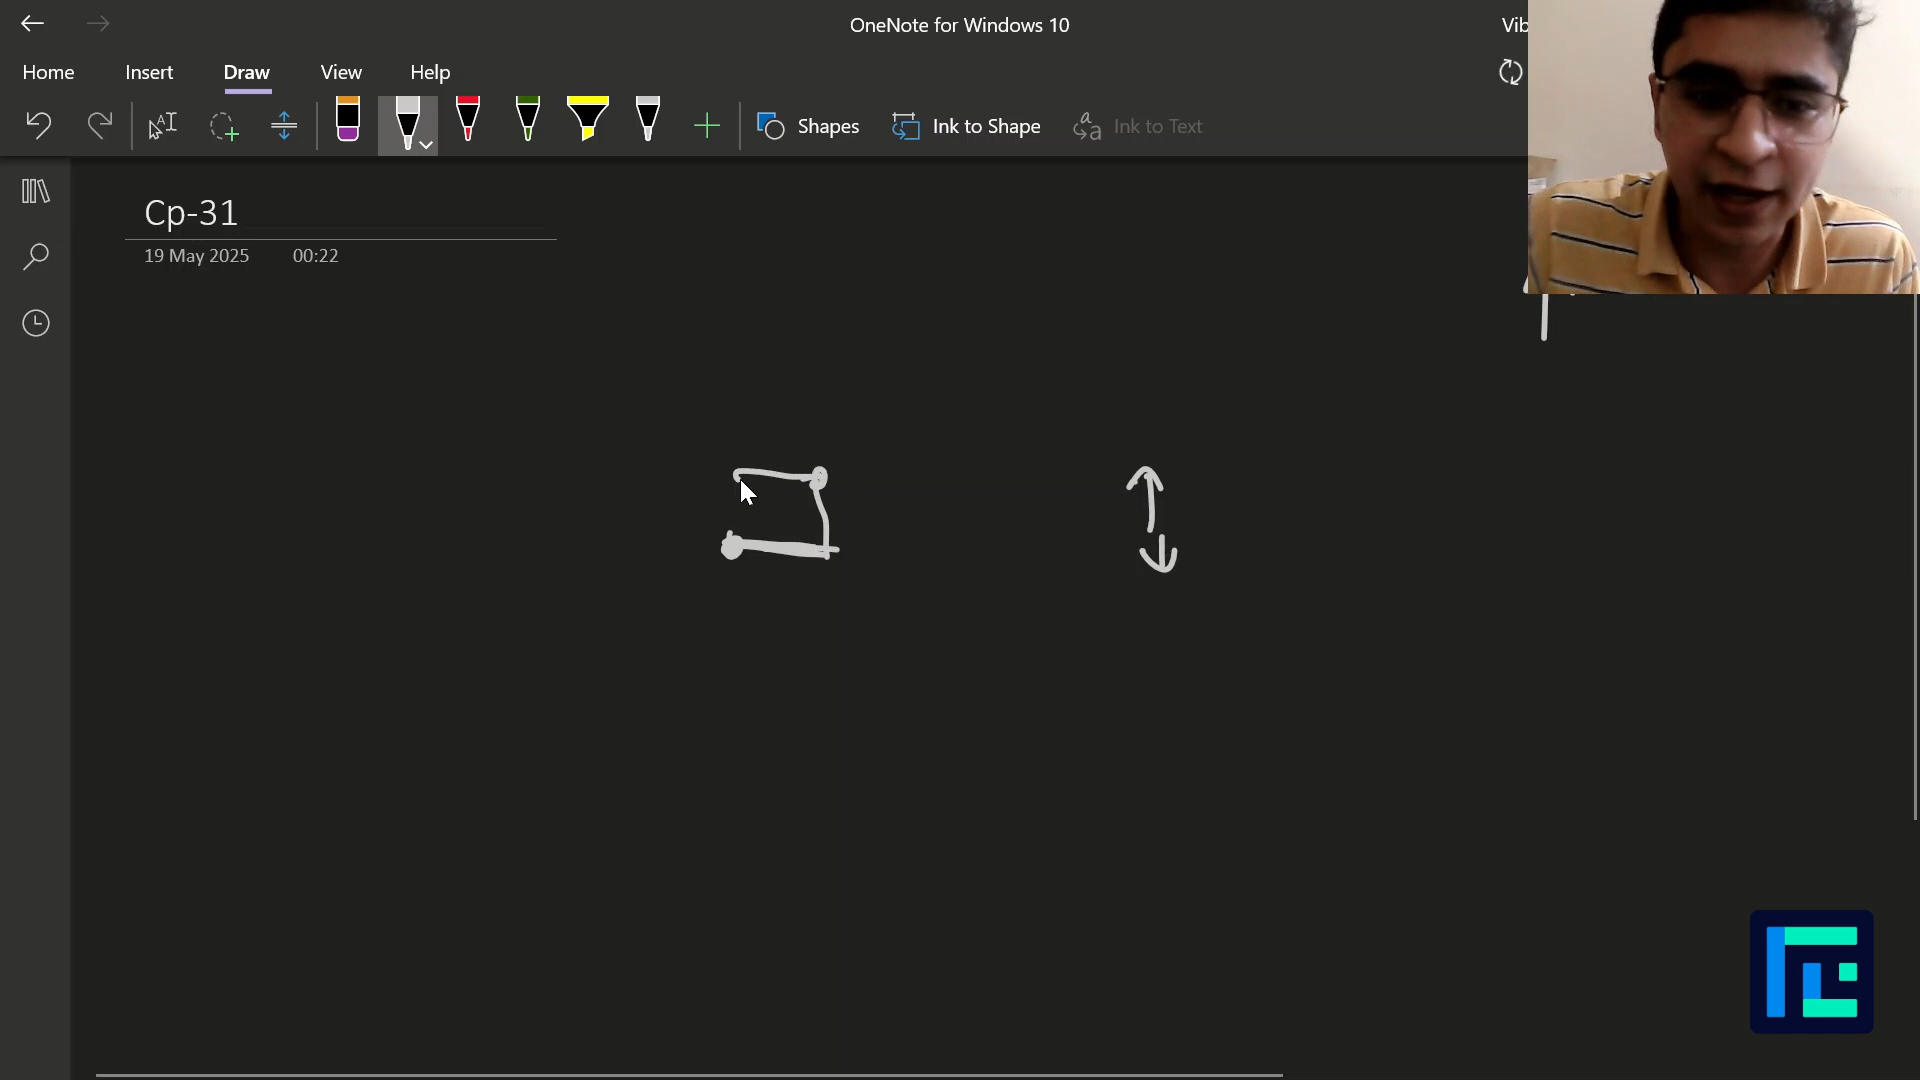 OneNote for Windows 10
Home Insert Draw View Help
Shapes Ink to Shape Ink to Text
Cp-31
19 May 2025 00:22